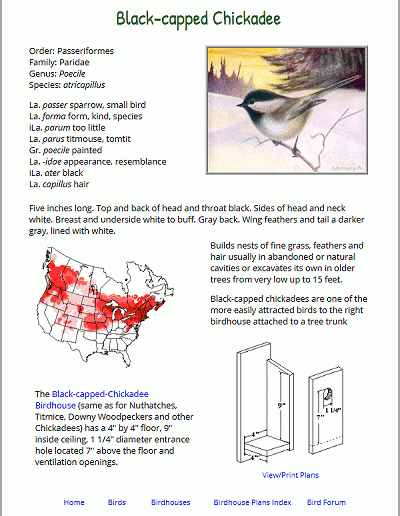 Black-capped Chickadee
Order: Passeriformes
Family: Paridae
Genus: Poecile
Species: atricapillus
La. passer sparrow, small bird
La. forma form, kind, species
iLa. parum too little
La. parus titmouse, tomtit
Gr. poecile painted
La. -idae appearance, resemblance
iLa. ater black
La. capillus hair
Five inches long. Top and back of head and throat black. Sides of head and neck
white. Breast and underside white to buff. Gray back. Wing feathers and tail a darker
gray, lined with white.
Builds nests of fine grass, feathers and
hair usually in abandoned or natural
cavities or excavates its own in older
trees from very low up to 15 feet.
Black-capped chickadees are one of the
more easily attracted birds to the right
birdhouse attached to a tree trunk
The Black-capped-Chickadee
Birdhouse (same as for Nuthatches,
Titmice, Downy Woodpeckers and other
Chickadees) has a 4" by 4" floor, 9"
inside ceiling, 1 1/4" diameter entrance
hole located 7" above the floor and
ventilation openings.
9"
4"
4"
1 1/4"
7"
View/Print Plans
Home Birds Birdhouses Birdhouse Plans Index Bird Forum